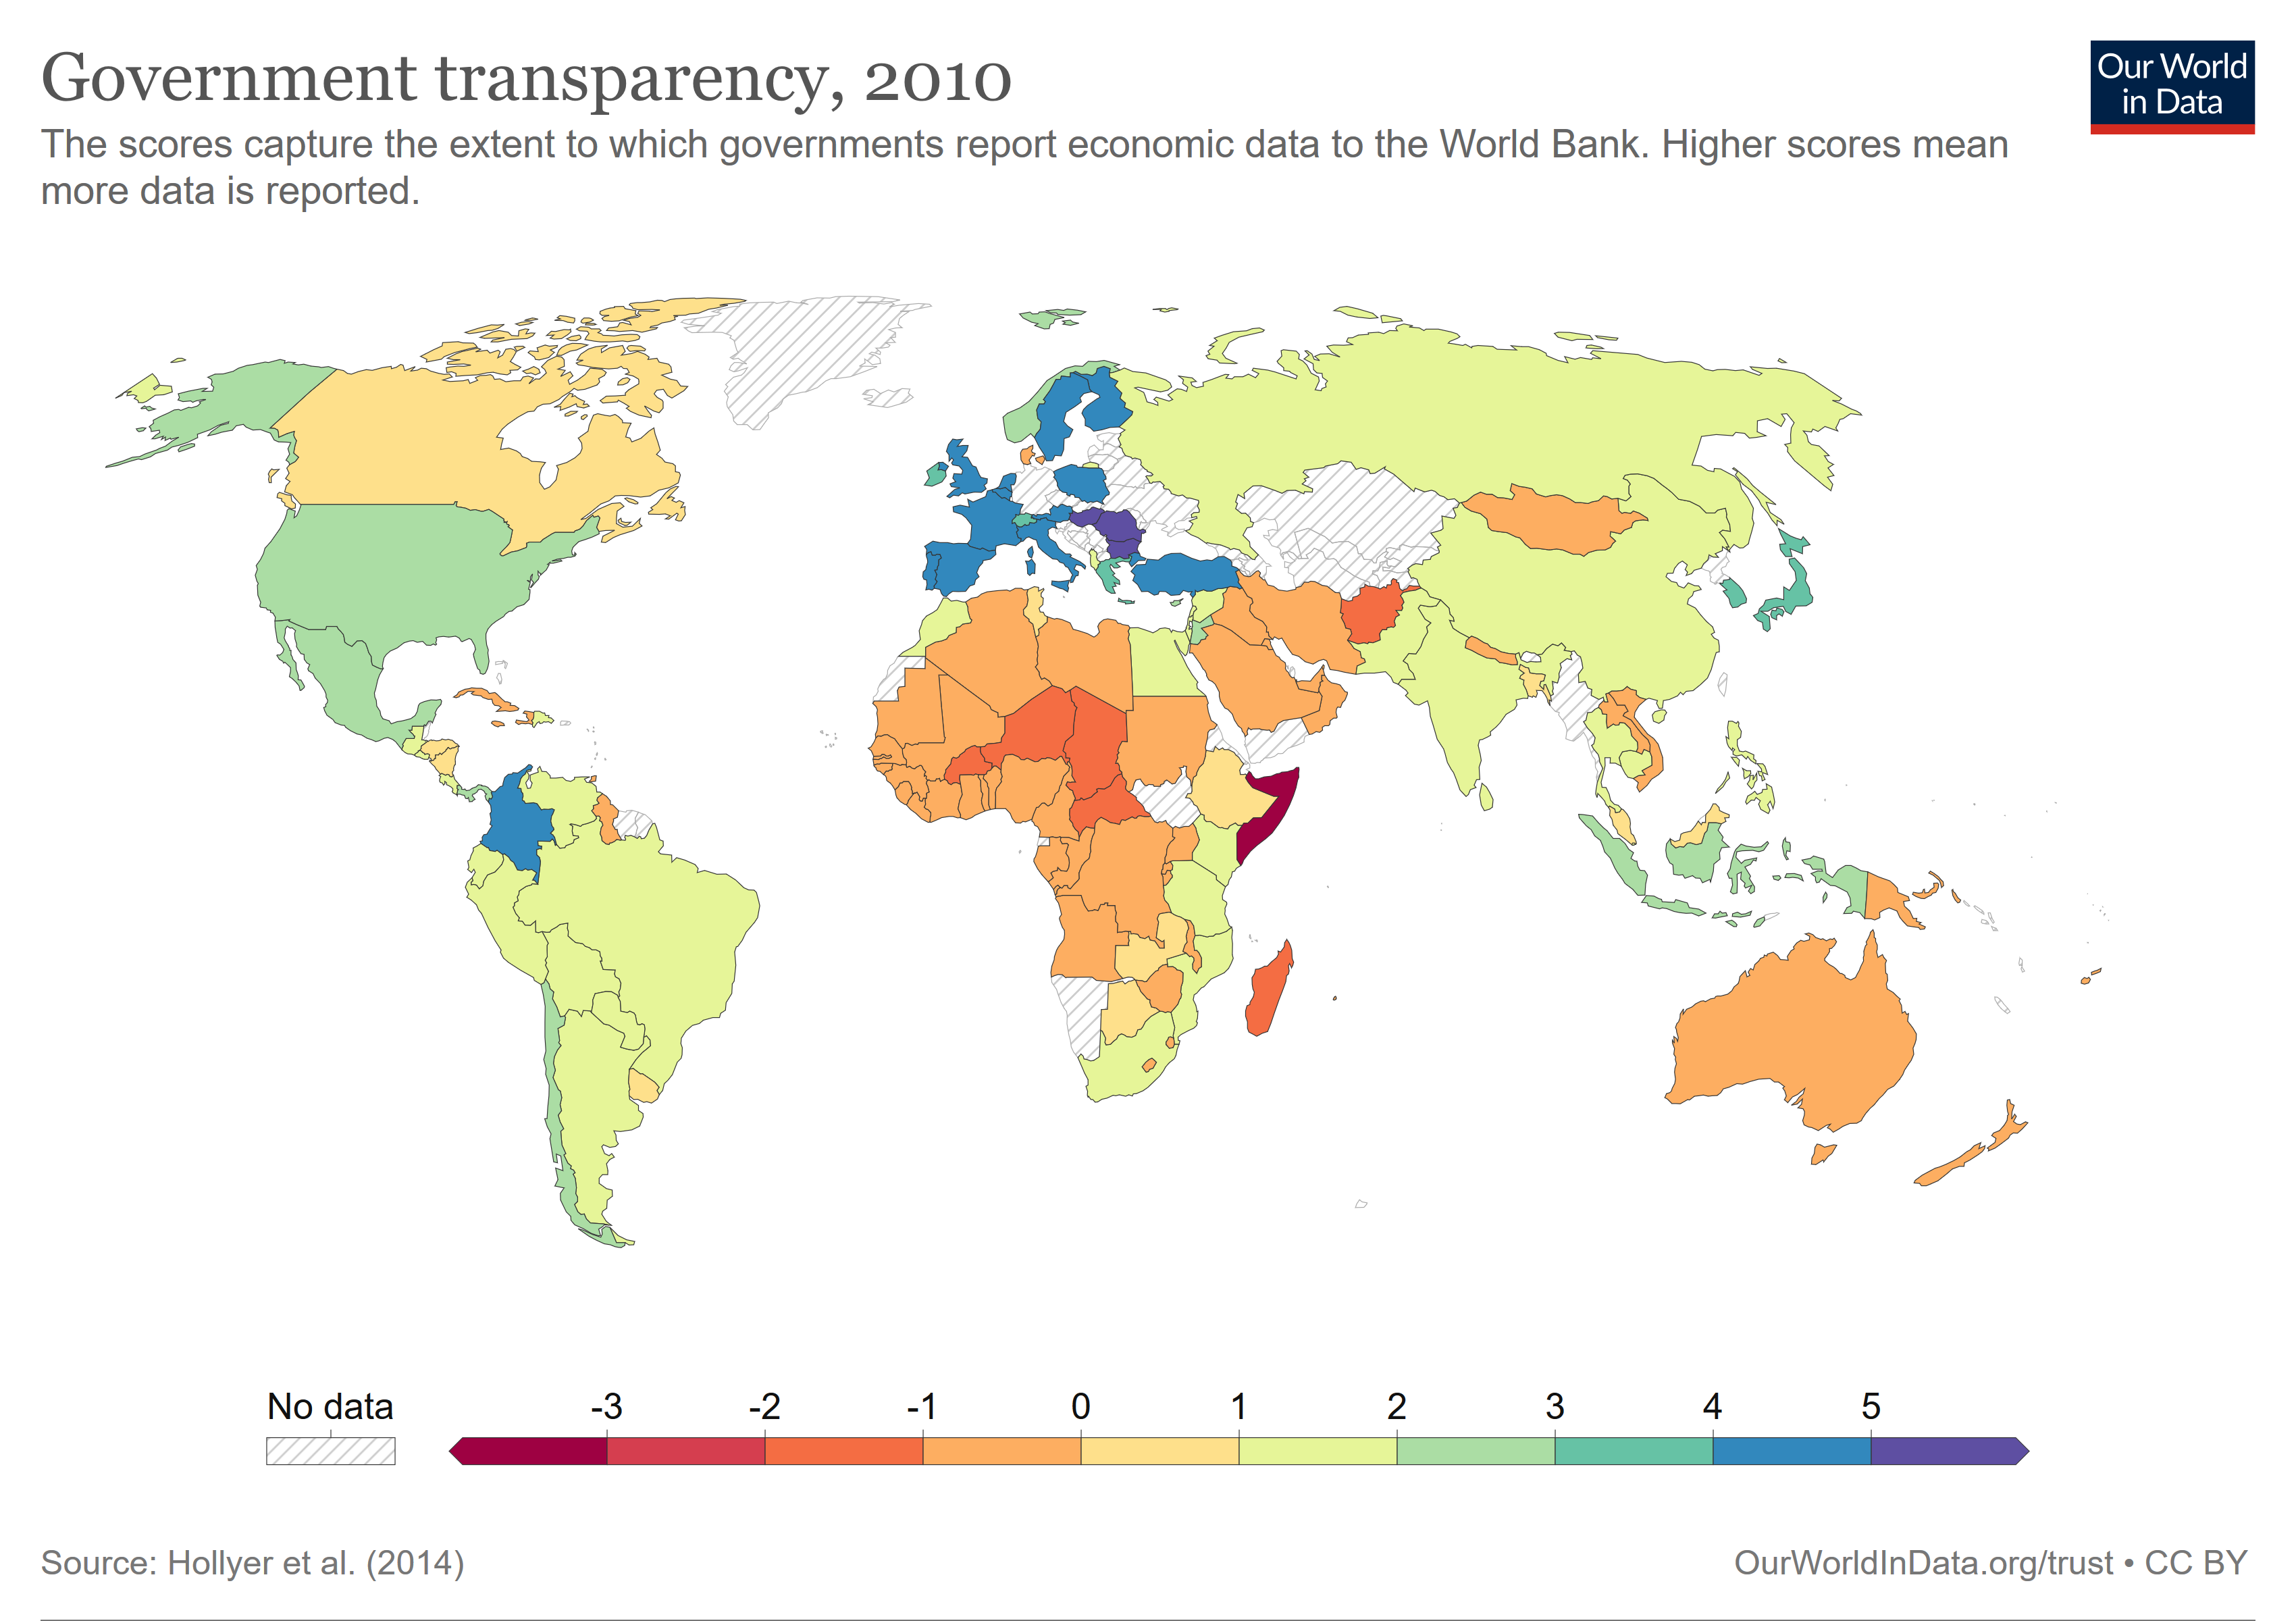 Government transparency, 2010
Our World
in Data
The scores capture the extent to which governments report economic data to the World Bank. Higher scores mean
more data is reported.
No data
-3
-2
-1
0
1
2
3
4
5
Source: Hollyer et al. (2014)
OurWorldInData.org/trust • CC BY